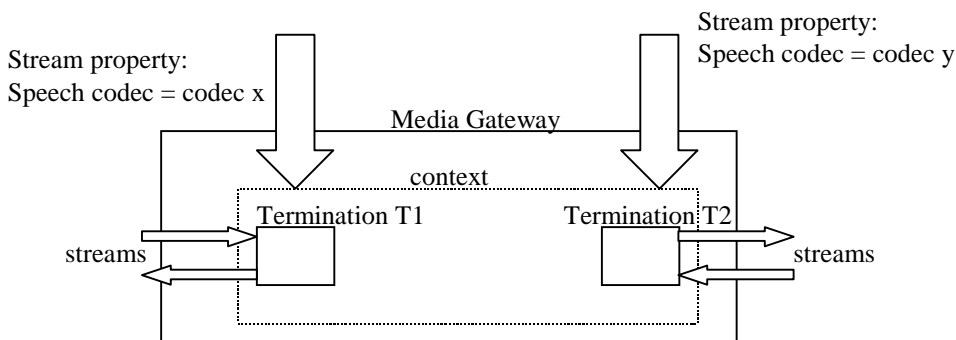 Stream property:
Speech codec = codec x
Stream property:
Speech codec = codec y
Media Gateway
context
Termination T1
Termination T2
streams
streams